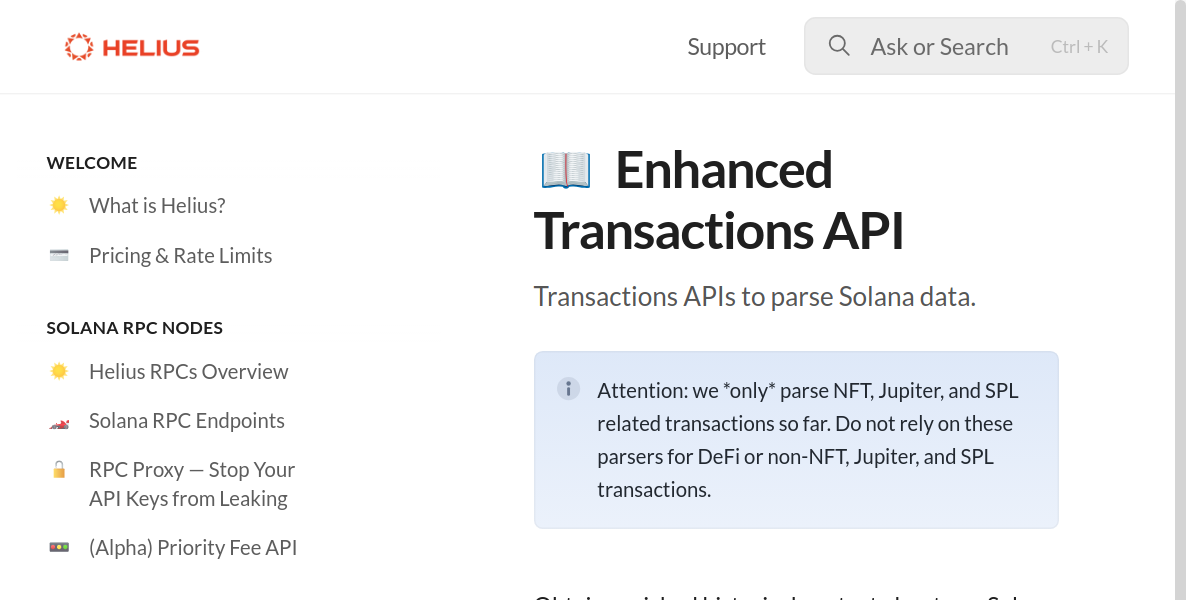 HELIUS
Support
Ask or Search
Ctrl + K
WELCOME
What is Helius?
Pricing & Rate Limits
SOLANA RPC NODES
Helius RPCs Overview
Solana RPC Endpoints
RPC Proxy — Stop Your
API Keys from Leaking
(Alpha) Priority Fee API
Enhanced
Transactions API
Transactions APIs to parse Solana data.
Attention: we *only* parse NFT, Jupiter, and SPL
related transactions so far. Do not rely on these
parsers for DeFi or non-NFT, Jupiter, and SPL
transactions.